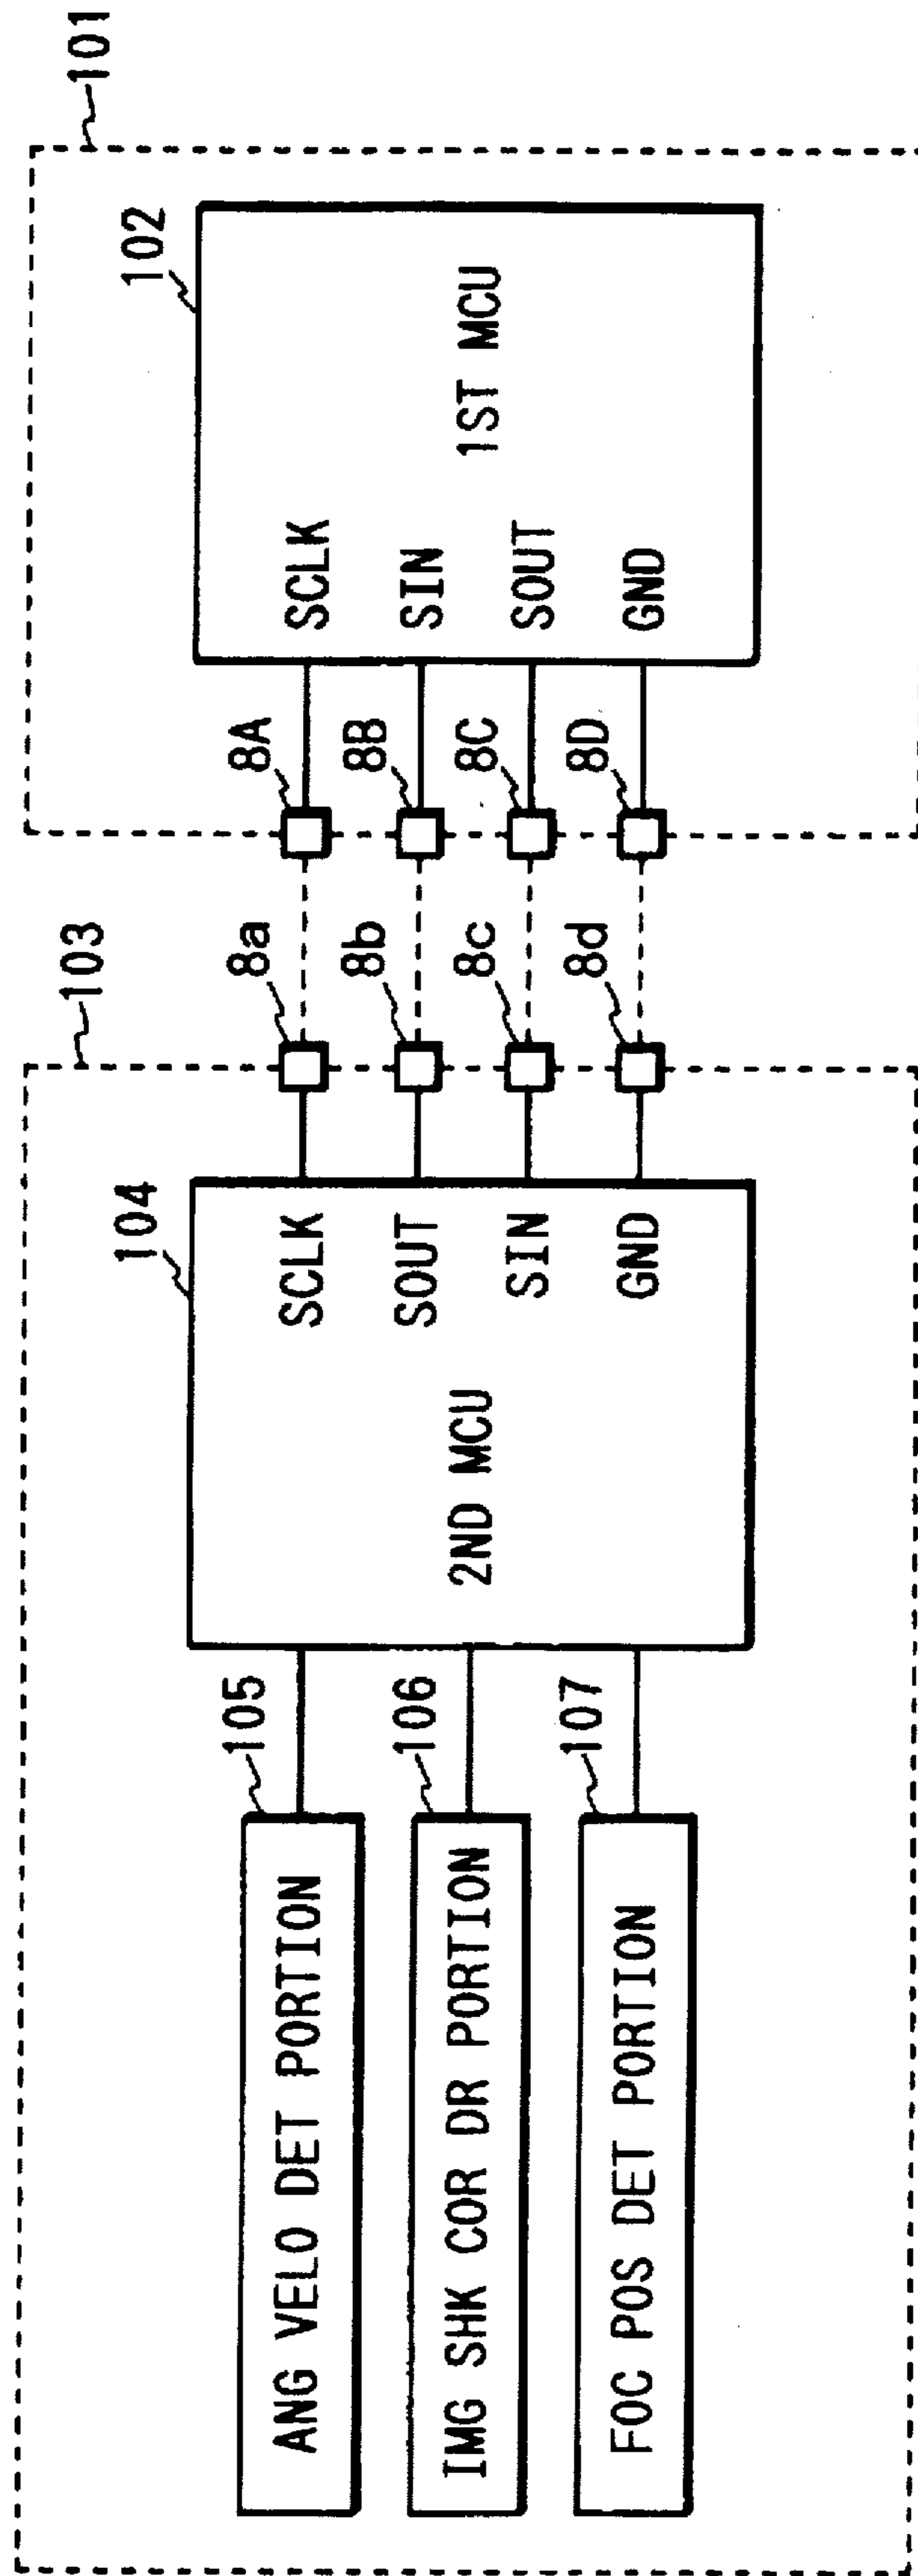 103
104
105
ANG VELO DET PORTION
106
IMG SHK COR DR PORTION
107
FOC POS DET PORTION
2ND MCU
SCLK
SOUT
SIN
GND
8a
8b
8c
8d
101
102
8A
8B
8C
8D
SCLK
SIN
SOUT
GND
1ST MCU